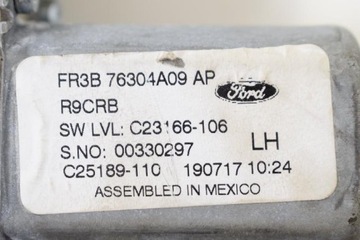 FR3B 76304A09 AP
Ford
R9CRB
SW LVL: C23166-106
S.NO: 00330297
LH
C25189-110 190717 10:24
ASSEMBLED IN MEXICO